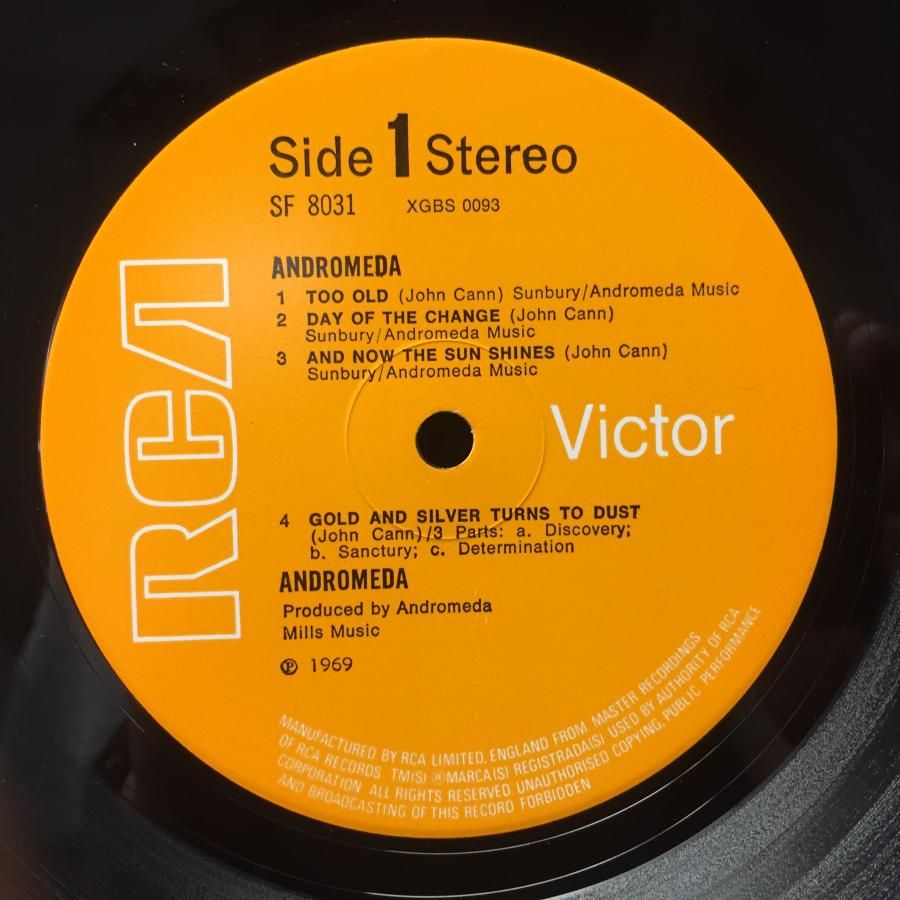 Side 1 Stereo
SF 8031 XGBS 0093
ANDROMEDA
1 TOO OLD (John Cann) Sunbury/Andromeda Music
2 DAY OF THE CHANGE (John Cann)
Sunbury/Andromeda Music
3 AND NOW THE SUN SHINES (John Cann)
Sunbury/Andromeda Music
RCA
Victor
4 GOLD AND SILVER TURNS TO DUST
(John Cann)/3 Parts: a. Discovery;
b. Sanctury; c. Determination
ANDROMEDA
Produced by Andromeda
Mills Music
℗ 1969
MANUFACTURED BY RCA LIMITED, ENGLAND FROM MASTER RECORDINGS
OF RCA RECORDS TM(S) ® MARCA(S) REGISTRADA(S) USED BY AUTHORITY OF RCA
CORPORATION ALL RIGHTS RESERVED UNAUTHORISED COPYING, PUBLIC PERFORMANCE
AND BROADCASTING OF THIS RECORD FORBIDDEN